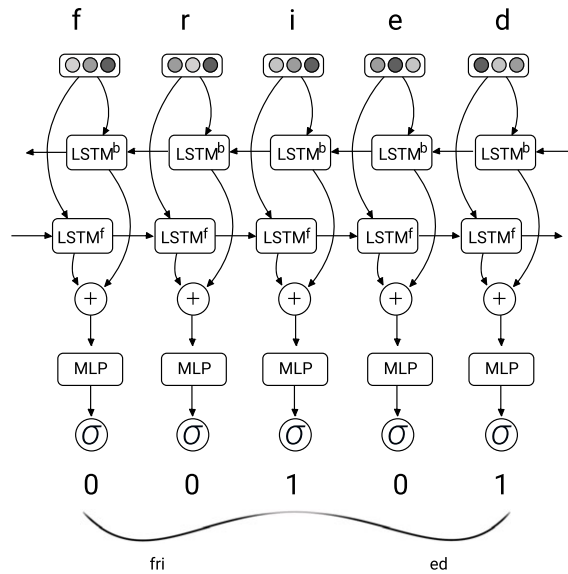 f r i e d
LSTMb LSTMb LSTMb LSTMb LSTMb
LSTMf LSTMf LSTMf LSTMf LSTMf
+ + + + +
MLP MLP MLP MLP MLP
σ σ σ σ σ
0 0 1 0 1
fri ed